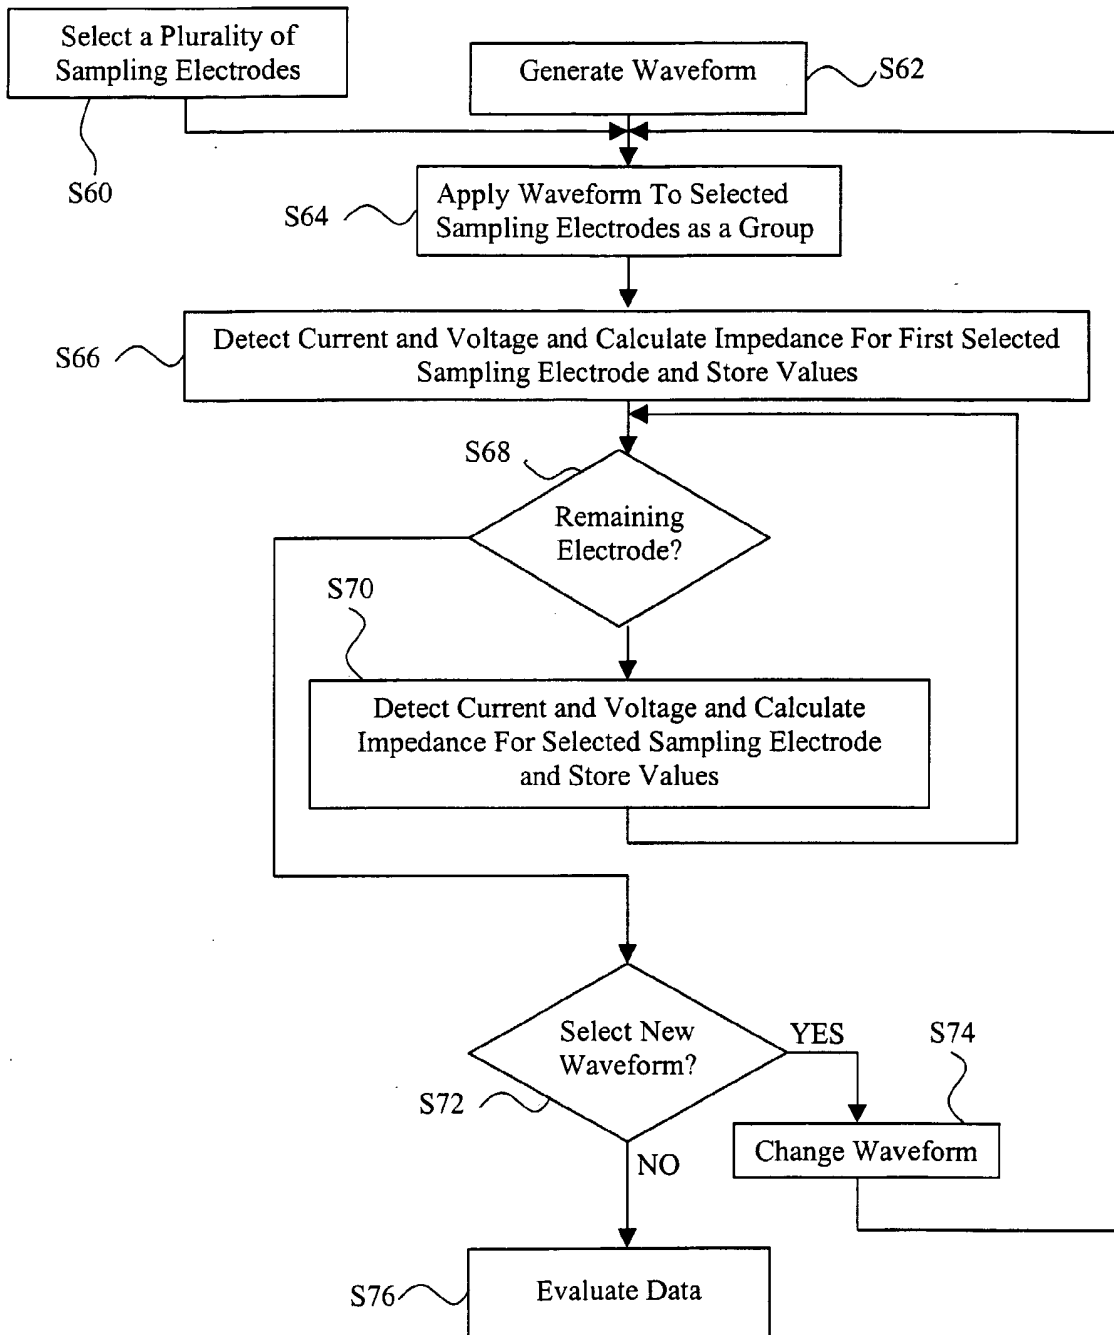 Select a Plurality of
Sampling Electrodes
S60
Generate Waveform
S62
Apply Waveform To Selected
Sampling Electrodes as a Group
S64
Detect Current and Voltage and Calculate Impedance For First Selected
Sampling Electrode and Store Values
S66
S68
Remaining
Electrode?
S70
Detect Current and Voltage and Calculate
Impedance For Selected Sampling Electrode
and Store Values
Select New
Waveform?
YES
S74
S72
Change Waveform
NO
S76
Evaluate Data